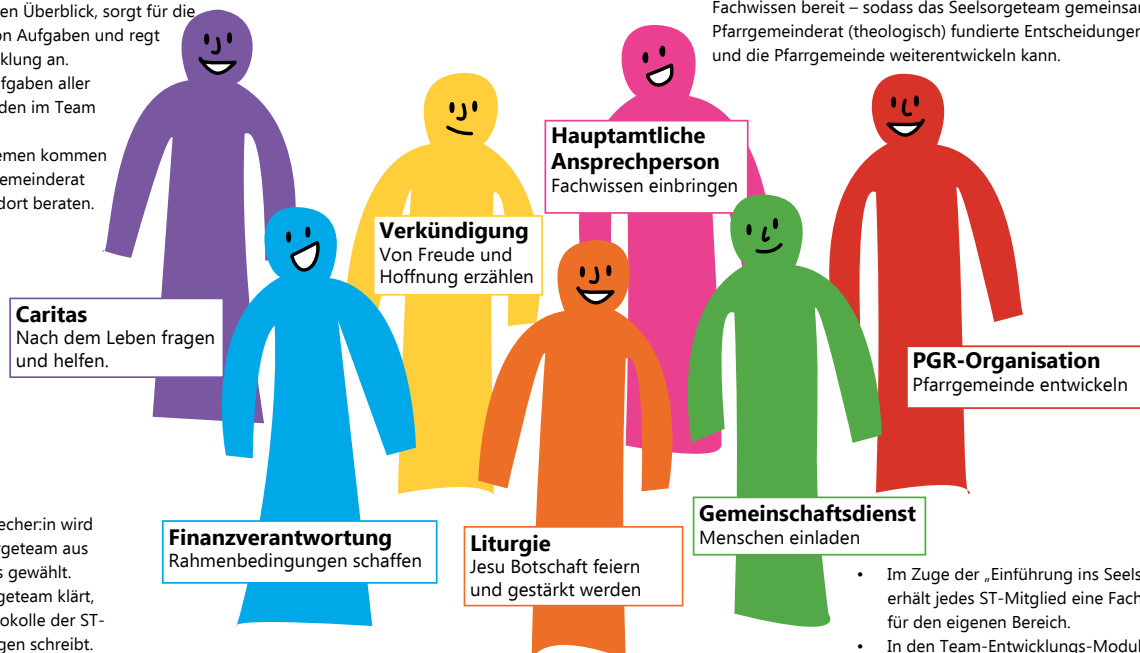 en Überblick, sorgt für die
on Aufgaben und regt
klung an.
fgaben aller
den im Team
emen kommen
emeinderat
dort beraten.
Fachwissen bereit – sodass das Seelsorgeteam gemeinsa
Pfarrgemeinderat (theologisch) fundierte Entscheidungen
und die Pfarrgemeinde weiterentwickeln kann.
Hauptamtliche
Ansprechperson
Fachwissen einbringen
Verkündigung
Von Freude und
Hoffnung erzählen
Caritas
Nach dem Leben fragen
und helfen.
PGR-Organisation
Pfarrgemeinde entwickeln
Finanzverantwortung
Rahmenbedingungen schaffen
Liturgie
Jesu Botschaft feiern
und gestärkt werden
Gemeinschaftsdienst
Menschen einladen
echer:in wird
rgeteam aus
s gewählt.
geteam klärt,
okolle der ST-
gen schreibt.
• Im Zuge der „Einführung ins Seels
erhält jedes ST-Mitglied eine Fach
für den eigenen Bereich.
• In den Team-Entwicklungs-Modul